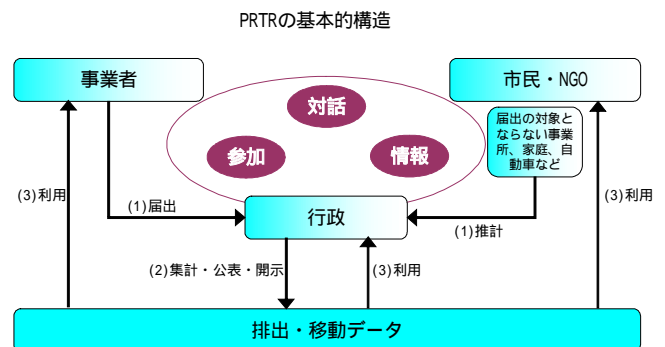 PRTRの基本的構造
事業者
市民・NGO
対話
参加
情報
届出の対象と
ならない事業
所、家庭、自
動車など
(3)利用
(1)届出
行政
(1)推計
(3)利用
(2)集計・公表・開示
(3)利用
排出・移動データ